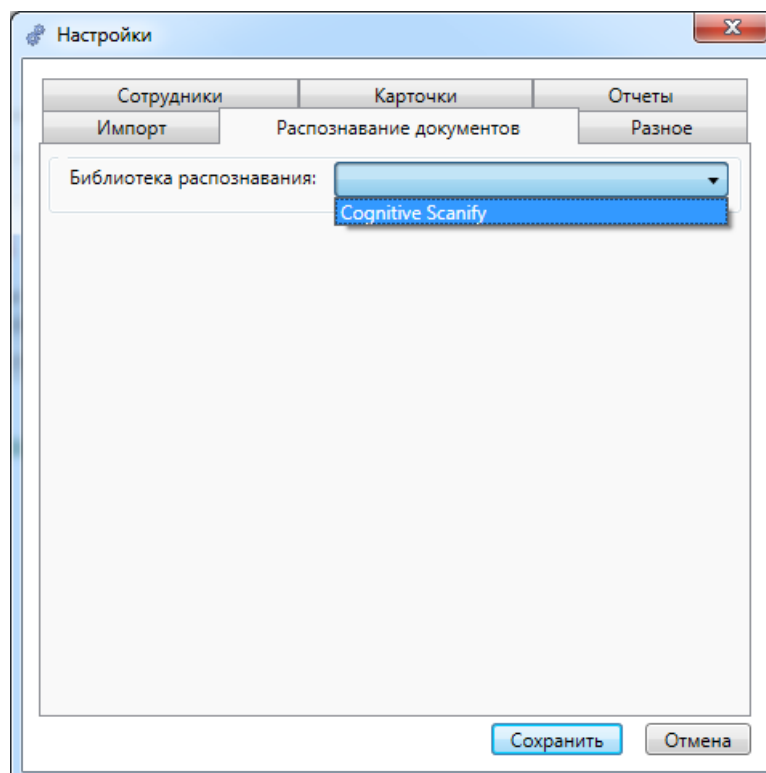 Настройки
Сотрудники Карточки Отчеты
Импорт Распознавание документов Разное
Библиотека распознавания:
Cognitive Scanify
Сохранить Отмена